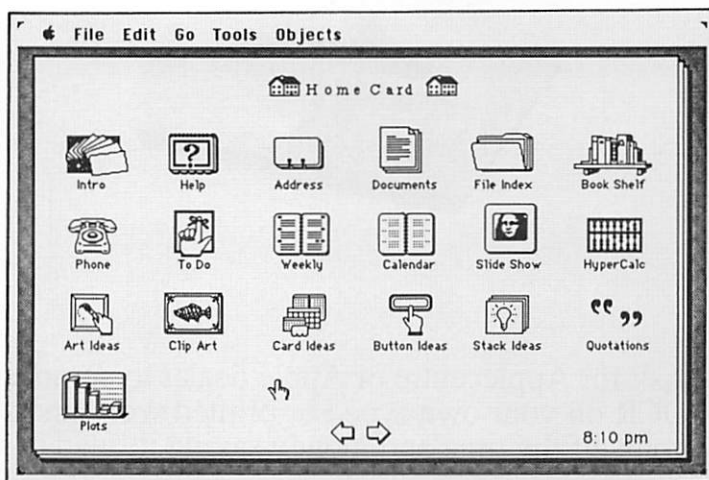 File Edit Go Tools Objects
Home Card
Intro Help Address Documents File Index Book Shelf
?
Phone To Do Weekly Calendar Slide Show HyperCalc
Art Ideas Clip Art Card Ideas Button Ideas Stack Ideas Quotations
Plots
8:10 pm